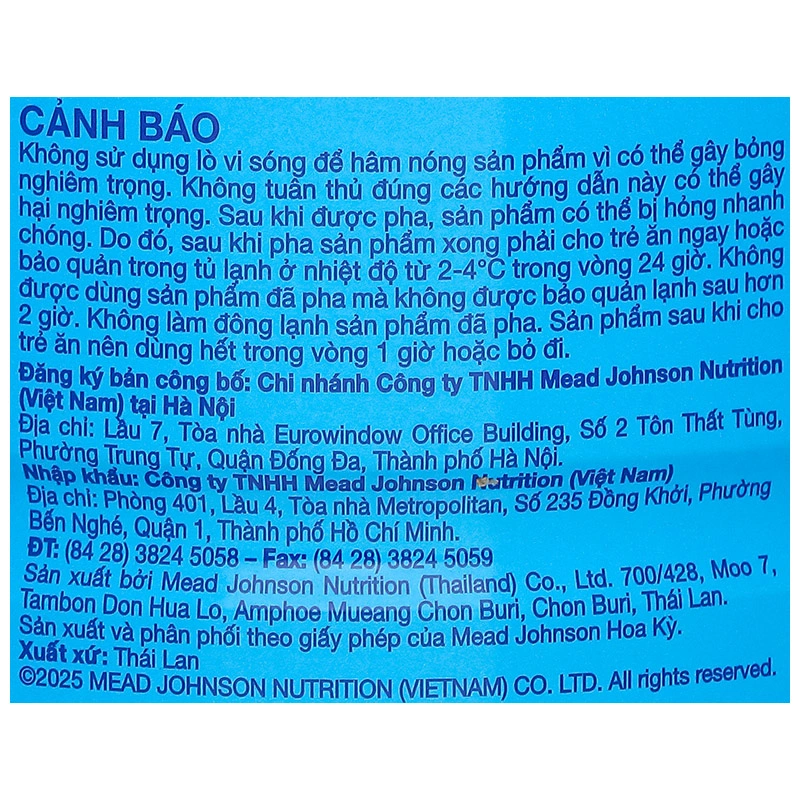 CẢNH BÁO
Không sử dụng lò vi sóng để hâm nóng sản phẩm vì có thể gây bỏng
nghiêm trọng. Không tuân thủ đúng các hướng dẫn này có thể gây
hại nghiêm trọng. Sau khi được pha, sản phẩm có thể bị hỏng nhanh
chóng. Do đó, sau khi pha sản phẩm xong phải cho trẻ ăn ngay hoặc
bảo quản trong tủ lạnh ở nhiệt độ từ 2-4°C trong vòng 24 giờ. Không
được dùng sản phẩm đã pha mà không được bảo quản lạnh sau hơn
2 giờ. Không làm đông lạnh sản phẩm đã pha. Sản phẩm sau khi cho
trẻ ăn nên dùng hết trong vòng 1 giờ hoặc bỏ đi.
Đăng ký bản công bố: Chi nhánh Công ty TNHH Mead Johnson Nutrition
(Việt Nam) tại Hà Nội
Địa chỉ: Lầu 7, Tòa nhà Eurowindow Office Building, Số 2 Tôn Thất Tùng,
Phường Trung Tự, Quận Đống Đa, Thành phố Hà Nội.
Nhập khẩu: Công ty TNHH Mead Johnson Nutrition (Việt Nam)
Địa chỉ: Phòng 401, Lầu 4, Tòa nhà Metropolitan, Số 235 Đồng Khởi, Phường
Bến Nghé, Quận 1, Thành phố Hồ Chí Minh.
ĐT: (84 28) 3824 5058 – Fax: (84 28) 3824 5059
Sản xuất bởi Mead Johnson Nutrition (Thailand) Co., Ltd. 700/428, Moo 7,
Tambon Don Hua Lo, Amphoe Mueang Chon Buri, Chon Buri, Thái Lan.
Sản xuất và phân phối theo giấy phép của Mead Johnson Hoa Kỳ.
Xuất xứ: Thái Lan
©2025 MEAD JOHNSON NUTRITION (VIETNAM) CO. LTD. All rights reserved.